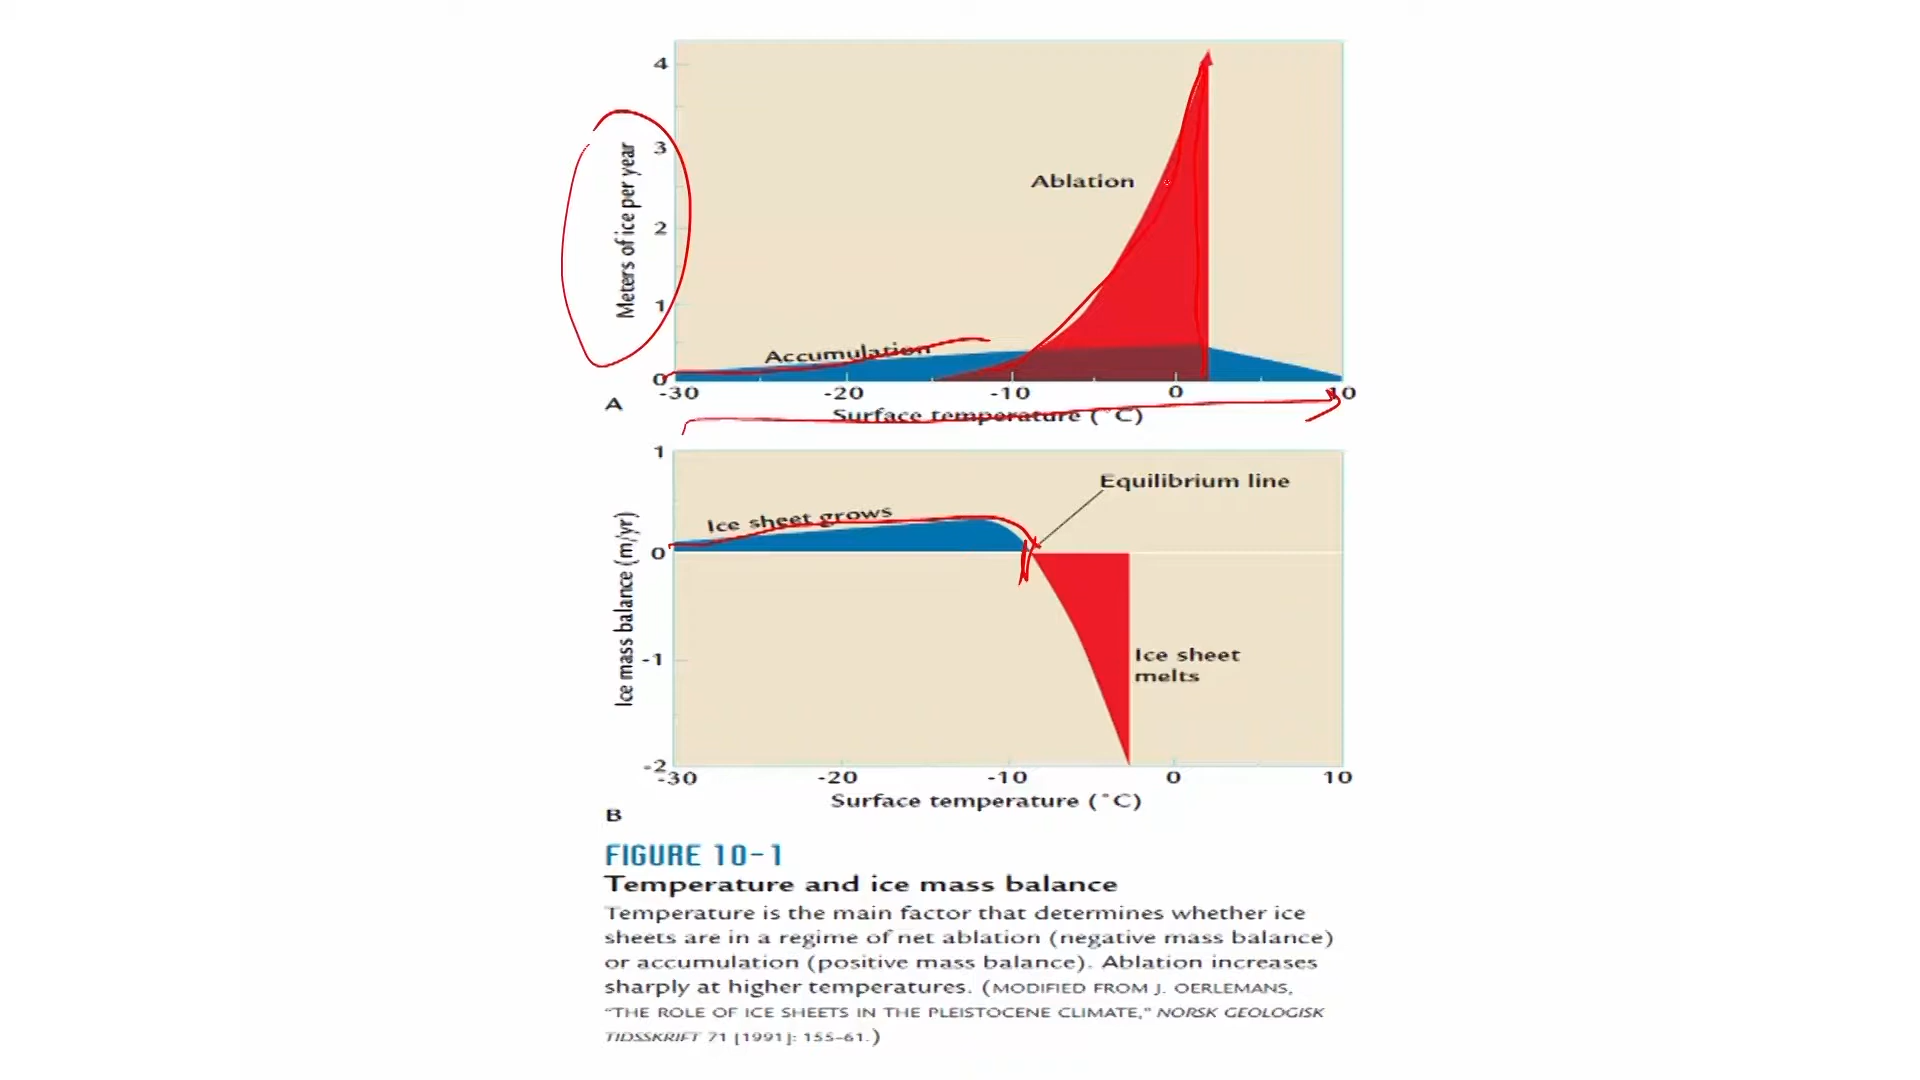 4
3
2
1
0
Meters of ice per year
Ablation
Accumulation
-30 -20 -10 0 10
Surface temperature (˚C)
A
1
0
-1
-2
Ice mass balance (m/yr)
Equilibrium line
Ice sheet grows
Ice sheet
melts
-30 -20 -10 0 10
Surface temperature (˚C)
B
FIGURE 10-1
Temperature and ice mass balance
Temperature is the main factor that determines whether ice
sheets are in a regime of net ablation (negative mass balance)
or accumulation (positive mass balance). Ablation increases
sharply at higher temperatures. (MODIFIED FROM J. OERLEMANS,
"THE ROLE OF ICE SHEETS IN THE PLEISTOCENE CLIMATE," NORSK GEOLOGISK
TIDSSKRIFT 71 [1991]: 155–61.)